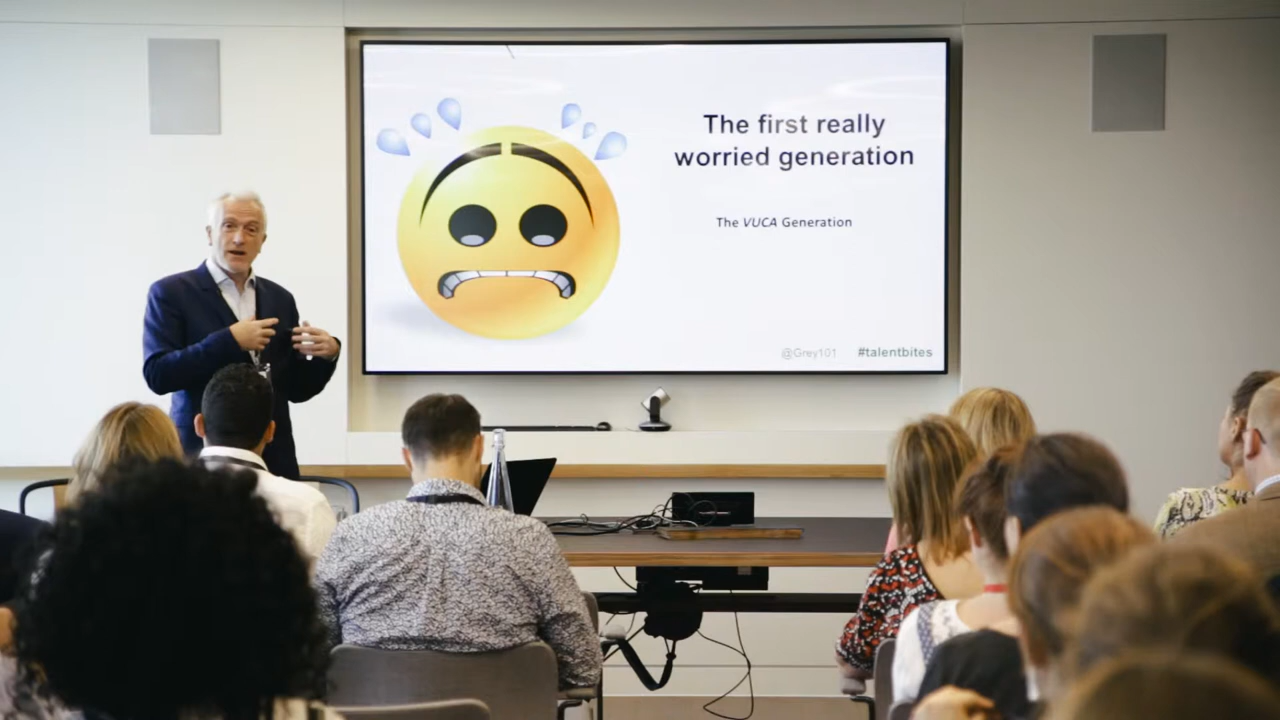 The first really
worried generation
The VUCA Generation
@Grey101 #talentbites